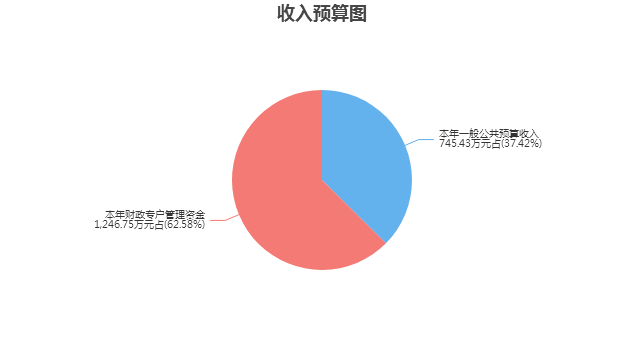 收入预算图
本年一般公共预算收入
745.43万元占(37.42%)
本年财政专户管理资金
1,246.75万元占(62.58%)